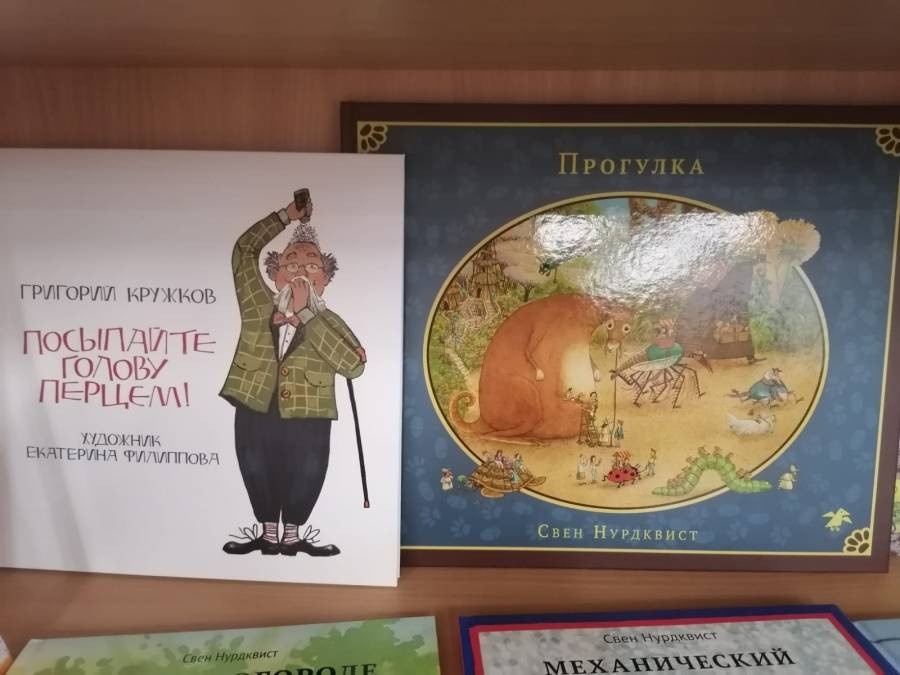 ГРИГОРИЙ КРУЖКОВ
ПОСЫПАЙТЕ
ГОЛОВУ
ПЕРЦЕМ!
ХУДОЖНИК
ЕКАТЕРИНА ФИЛИППОВА
Прогулка
Свен Нурдквист
Свен Нурдквист
Свен Нурдквист
МЕХАНИЧЕСКИЙ